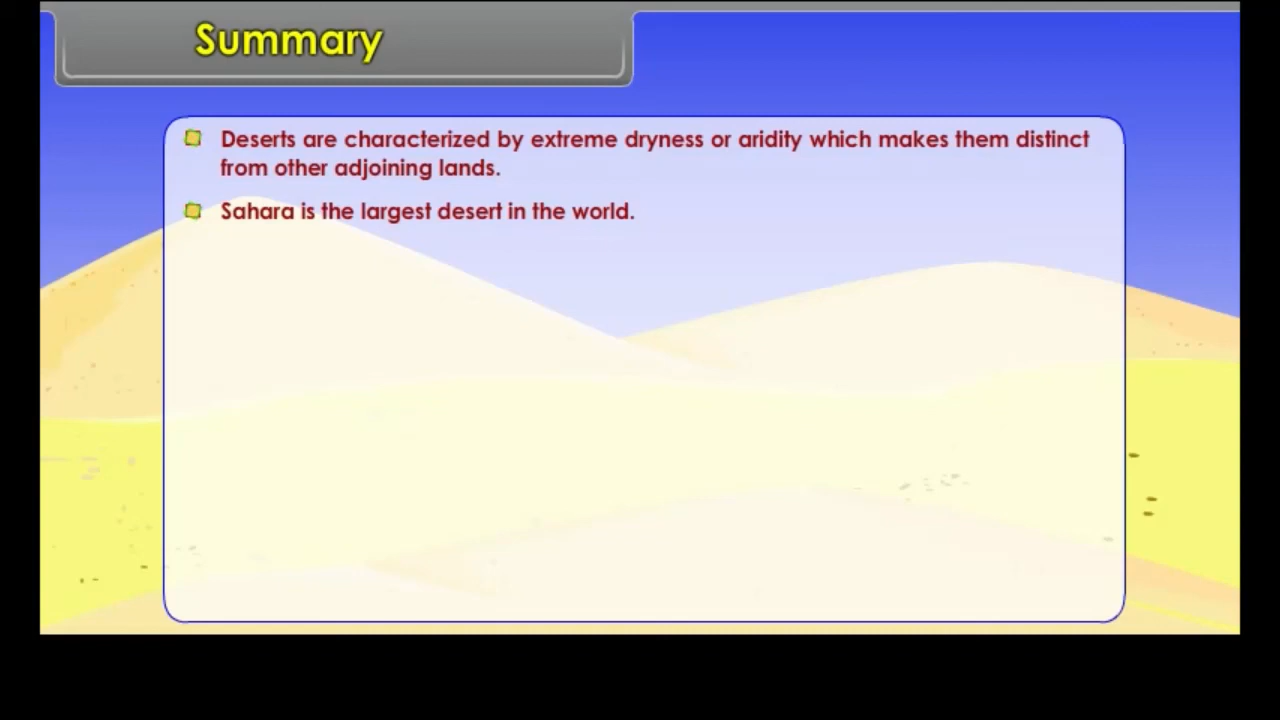 Summary
Deserts are characterized by extreme dryness or aridity which makes them distinct
from other adjoining lands.
Sahara is the largest desert in the world.